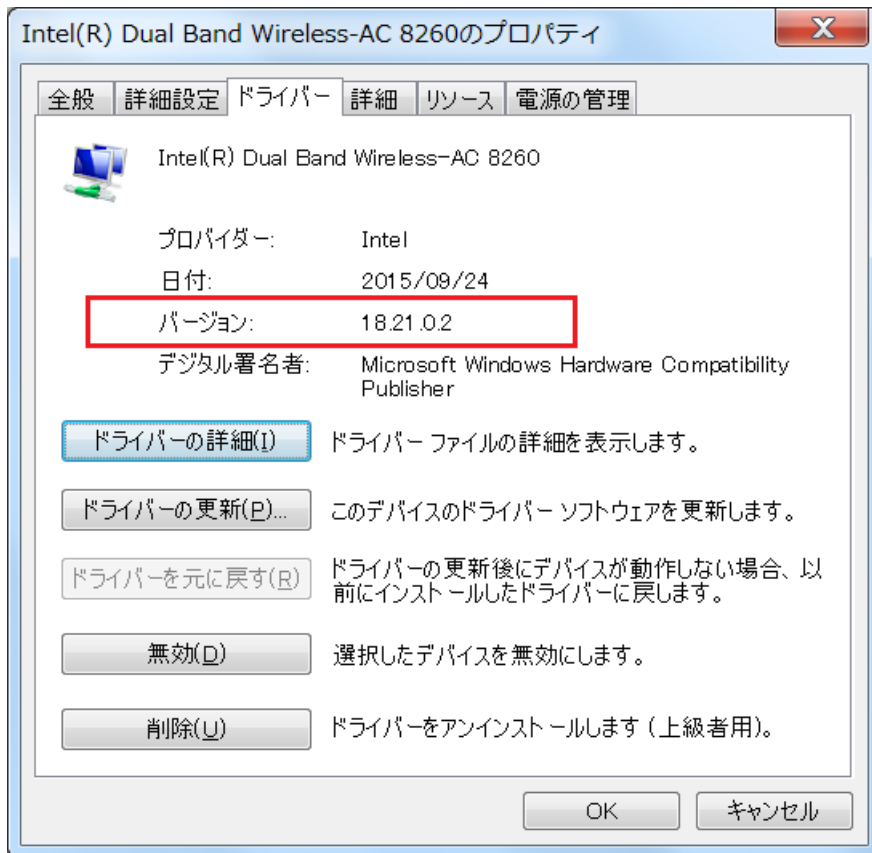 Intel(R) Dual Band Wireless-AC 8260のプロパティ
全般 詳細設定 ドライバー 詳細 リソース 電源の管理
Intel(R) Dual Band Wireless-AC 8260
プロバイダー: Intel
日付: 2015/09/24
バージョン: 18.21.0.2
デジタル署名者: Microsoft Windows Hardware Compatibility
Publisher
ドライバーの詳細(I) ドライバー ファイルの詳細を表示します。
ドライバーの更新(P)... このデバイスのドライバー ソフトウェアを更新します。
ドライバーを元に戻す(R) ドライバーの更新後にデバイスが動作しない場合、以
前にインストールしたドライバーに戻します。
無効(D) 選択したデバイスを無効にします。
削除(U) ドライバーをアンインストールします (上級者用)。
OK キャンセル